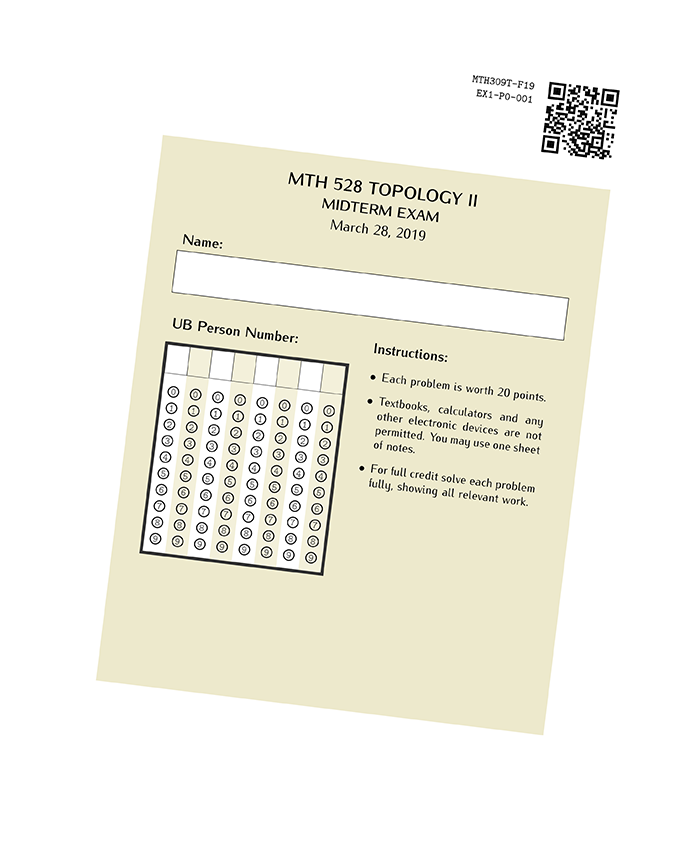 MTH309T-F19
EX1-P0-001
MTH 528 TOPOLOGY II
MIDTERM EXAM
March 28, 2019
Name:
UB Person Number:
0 0 0 0 0 0 0 0
1 1 1 1 1 1 1 1
2 2 2 2 2 2 2 2
3 3 3 3 3 3 3 3
4 4 4 4 4 4 4 4
5 5 5 5 5 5 5 5
6 6 6 6 6 6 6 6
7 7 7 7 7 7 7 7
8 8 8 8 8 8 8 8
9 9 9 9 9 9 9 9
Instructions:
• Each problem is worth 20 points.
• Textbooks, calculators and any
other electronic devices are not
permitted. You may use one sheet
of notes.
• For full credit solve each problem
fully, showing all relevant work.